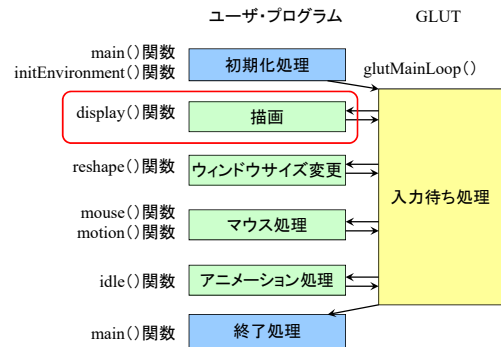 ユーザ・プログラム GLUT
main()関数
initEnvironment()関数
初期化処理
glutMainLoop()
display()関数
描画
reshape()関数
ウィンドウサイズ変更
入力待ち処理
mouse()関数
motion()関数
マウス処理
idle()関数
アニメーション処理
main()関数
終了処理